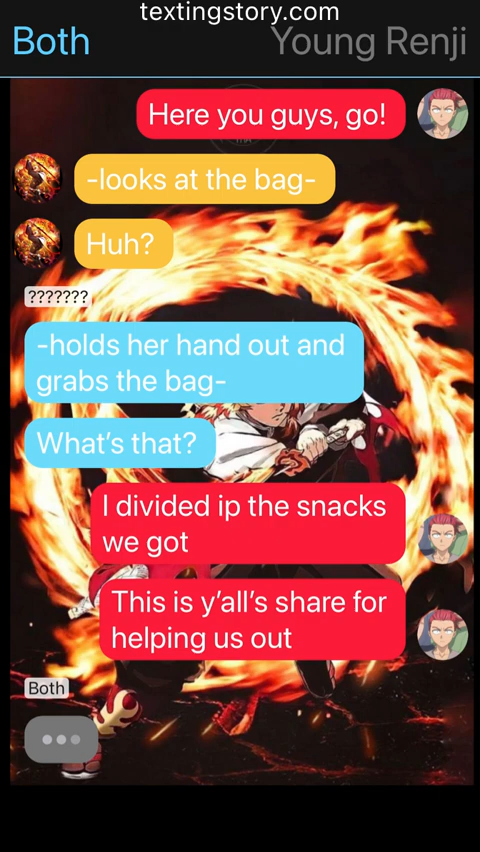 textingstory.com
Both
Young Renji
Here you guys, go!
-looks at the bag-
Huh?
???????
-holds her hand out and
grabs the bag-
What’s that?
I divided ip the snacks
we got
This is y’all’s share for
helping us out
Both